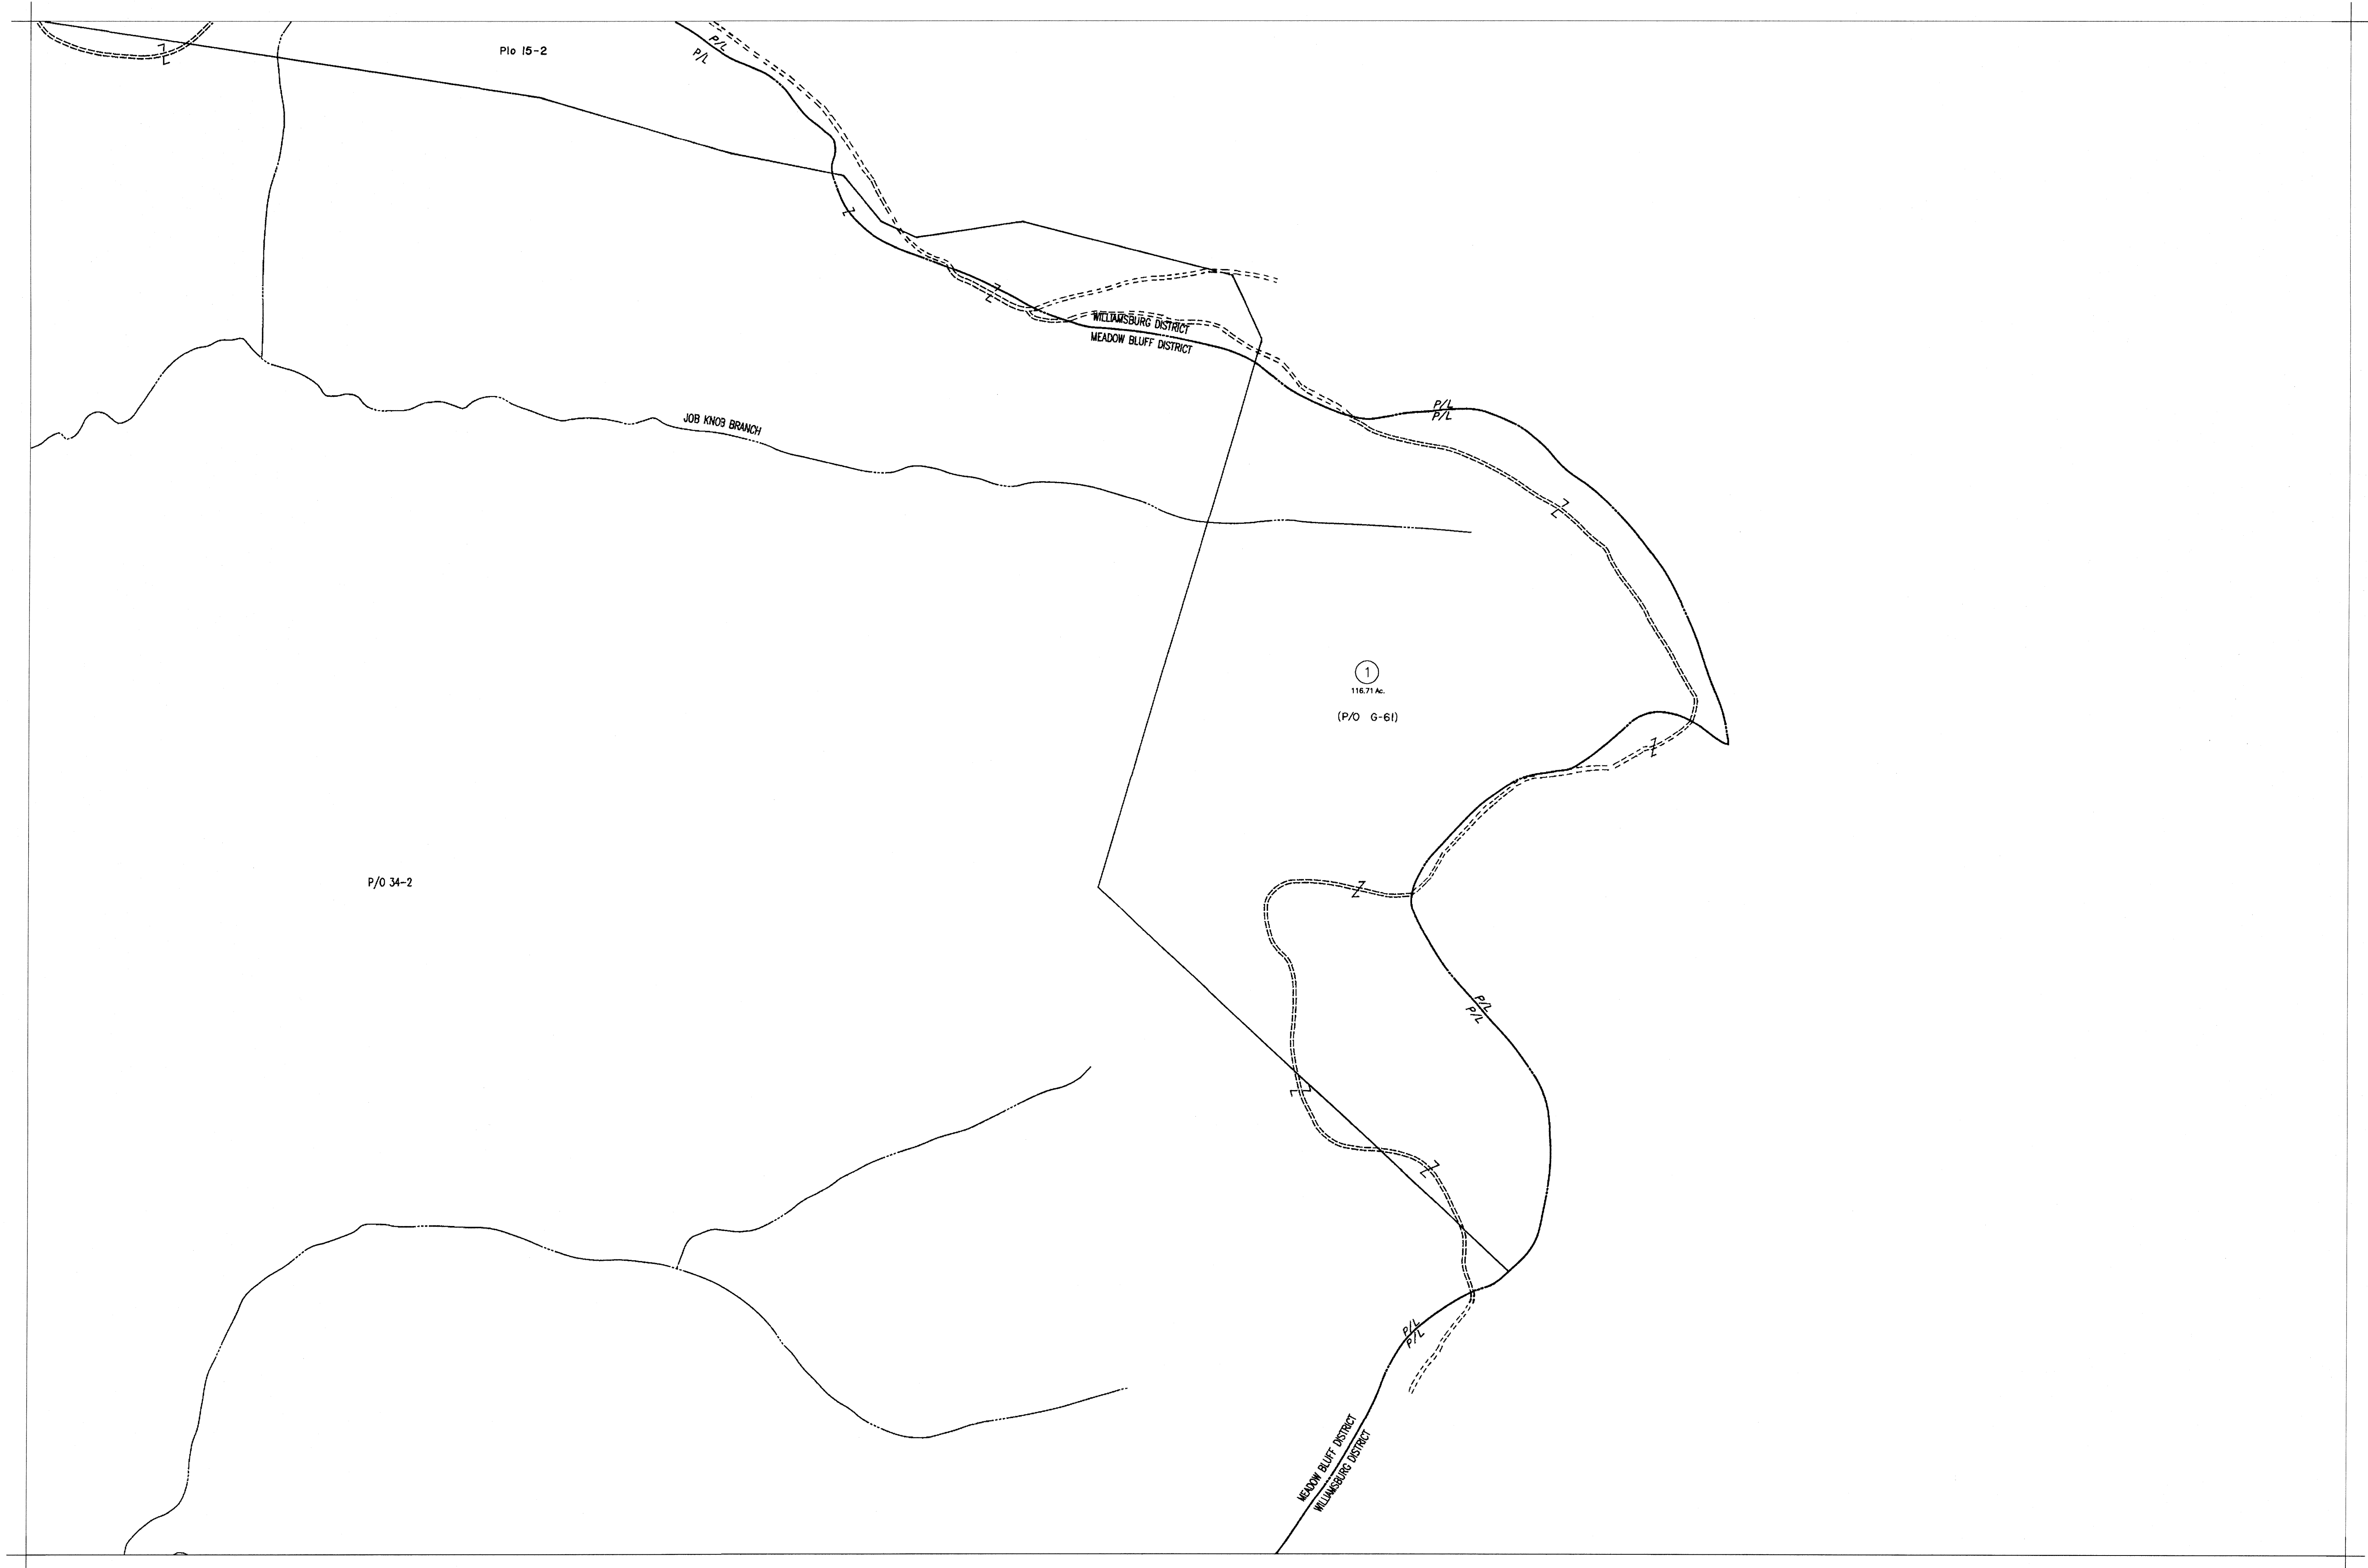 P/o 15-2
P/L
P/L
WILLIAMSBURG DISTRICT
MEADOW BLUFF DISTRICT
P/L
P/L
JOB KNOB BRANCH
1
116.71 Ac.
(P/O G-61)
P/O 34-2
P/L
P/L
P/L
P/L
MEADOW BLUFF DISTRICT
WILLIAMSBURG DISTRICT